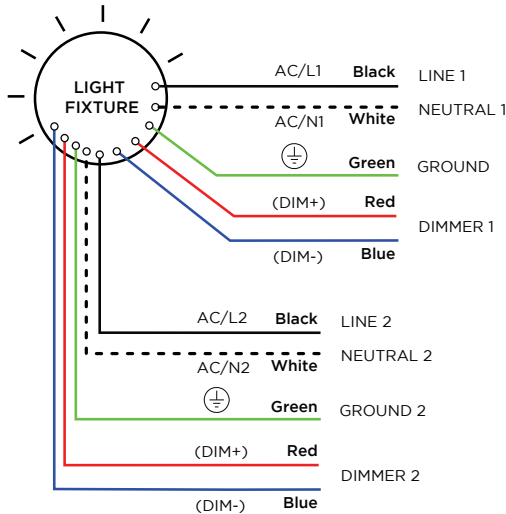 LIGHT
FIXTURE
AC/L1 Black LINE 1
AC/N1 White NEUTRAL 1
Green GROUND
(DIM+) Red
DIMMER 1
(DIM-) Blue
AC/L2 Black LINE 2
AC/N2 White NEUTRAL 2
Green GROUND 2
(DIM+) Red
DIMMER 2
(DIM-) Blue